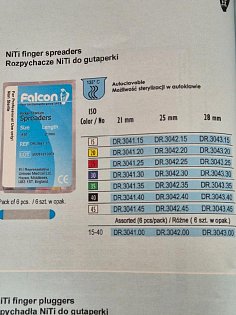 NiTi finger spreaders
Rozpychacze NiTi do gutaperki
Falcon
Spreaders
Size Length
REF
Pack of 6 pcs. / 6 szt. w opak.
135° C
Autoclavable
Możliwość sterylizacji w autoklawie
ISO
Color / No 21 mm 25 mm 28 mm
15 DR.3041.15 DR.3042.15 DR.3043.15
20 DR.3041.20 DR.3042.20 DR.3043.20
25 DR.3041.25 DR.3042.25 DR.3043.25
30 DR.3041.30 DR.3042.30 DR.3043.30
35 DR.3041.35 DR.3042.35 DR.3043.35
40 DR.3041.40 DR.3042.40 DR.3043.40
45 DR.3041.45 DR.3042.45 DR.3043.45
Assorted (6 pcs/pack) / Różne ( 6 szt. w opak.)
15-40 DR.3041.00 DR.3042.00 DR.3043.00
iTi finger pluggers
pychadła NiTi do gutaperki